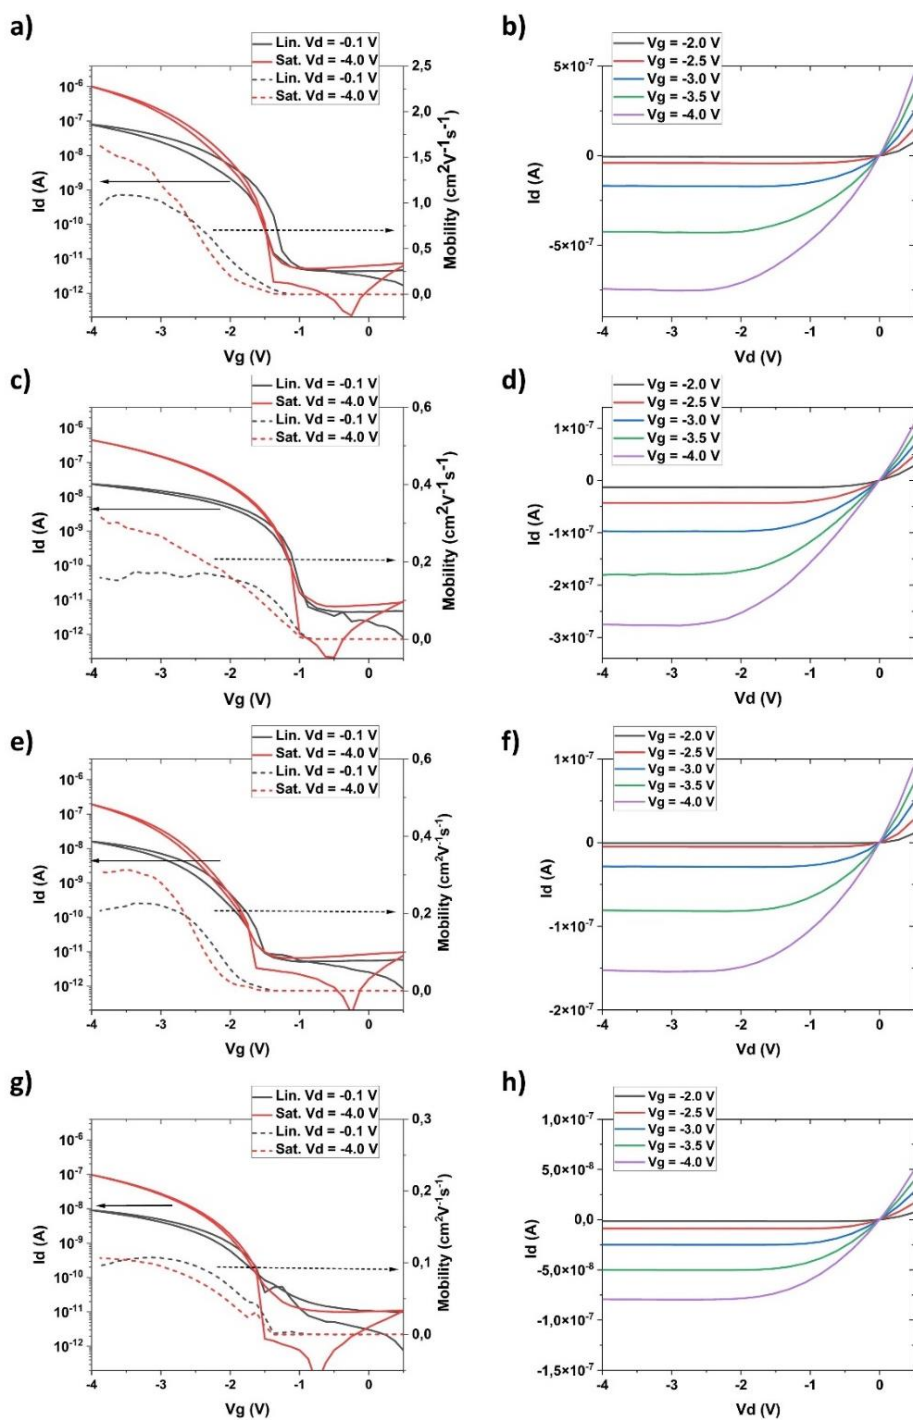 a)
Lin. Vd = -0.1 V
Sat. Vd = -4.0 V
Lin. Vd = -0.1 V
Sat. Vd = -4.0 V
10⁻⁶
10⁻⁷
10⁻⁸
10⁻⁹
10⁻¹⁰
10⁻¹¹
10⁻¹²
Id (A)
-4
-3
-2
-1
0
Vg (V)
2,5
2,0
1,5
1,0
0,5
0,0
Mobility (cm²V⁻¹s⁻¹)
b)
Vg = -2.0 V
Vg = -2.5 V
Vg = -3.0 V
Vg = -3.5 V
Vg = -4.0 V
5×10⁻⁷
0
-5×10⁻⁷
Id (A)
-4
-3
-2
-1
0
Vd (V)
c)
Lin. Vd = -0.1 V
Sat. Vd = -4.0 V
Lin. Vd = -0.1 V
Sat. Vd = -4.0 V
10⁻⁶
10⁻⁷
10⁻⁸
10⁻⁹
10⁻¹⁰
10⁻¹¹
10⁻¹²
Id (A)
-4
-3
-2
-1
0
Vg (V)
0,6
0,4
0,2
0,0
Mobility (cm²V⁻¹s⁻¹)
d)
Vg = -2.0 V
Vg = -2.5 V
Vg = -3.0 V
Vg = -3.5 V
Vg = -4.0 V
1×10⁻⁷
0
-1×10⁻⁷
-2×10⁻⁷
-3×10⁻⁷
Id (A)
-4
-3
-2
-1
0
Vd (V)
e)
Lin. Vd = -0.1 V
Sat. Vd = -4.0 V
Lin. Vd = -0.1 V
Sat. Vd = -4.0 V
10⁻⁶
10⁻⁷
10⁻⁸
10⁻⁹
10⁻¹⁰
10⁻¹¹
10⁻¹²
Id (A)
-4
-3
-2
-1
0
Vg (V)
0,6
0,4
0,2
0,0
Mobility (cm²V⁻¹s⁻¹)
f)
Vg = -2.0 V
Vg = -2.5 V
Vg = -3.0 V
Vg = -3.5 V
Vg = -4.0 V
1×10⁻⁷
0
-1×10⁻⁷
-2×10⁻⁷
Id (A)
-4
-3
-2
-1
0
Vd (V)
g)
Lin. Vd = -0.1 V
Sat. Vd = -4.0 V
Lin. Vd = -0.1 V
Sat. Vd = -4.0 V
10⁻⁶
10⁻⁷
10⁻⁸
10⁻⁹
10⁻¹⁰
10⁻¹¹
10⁻¹²
Id (A)
-4
-3
-2
-1
0
Vg (V)
0,3
0,2
0,1
0,0
Mobility (cm²V⁻¹s⁻¹)
h)
Vg = -2.0 V
Vg = -2.5 V
Vg = -3.0 V
Vg = -3.5 V
Vg = -4.0 V
1,0×10⁻⁷
5,0×10⁻⁸
0,0
-5,0×10⁻⁸
-1,0×10⁻⁷
-1,5×10⁻⁷
Id (A)
-4
-3
-2
-1
0
Vd (V)